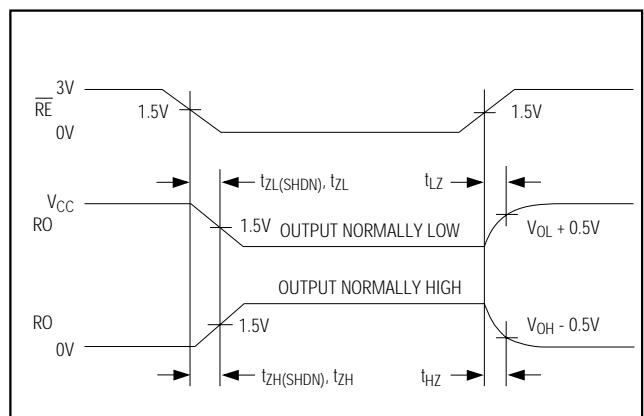 3V
RE
1.5V
1.5V
0V
tZL(SHDN), tZL
tLZ
VCC
RO
1.5V
OUTPUT NORMALLY LOW
VOL + 0.5V
OUTPUT NORMALLY HIGH
RO
1.5V
VOH - 0.5V
0V
tZH(SHDN), tZH
tHZ